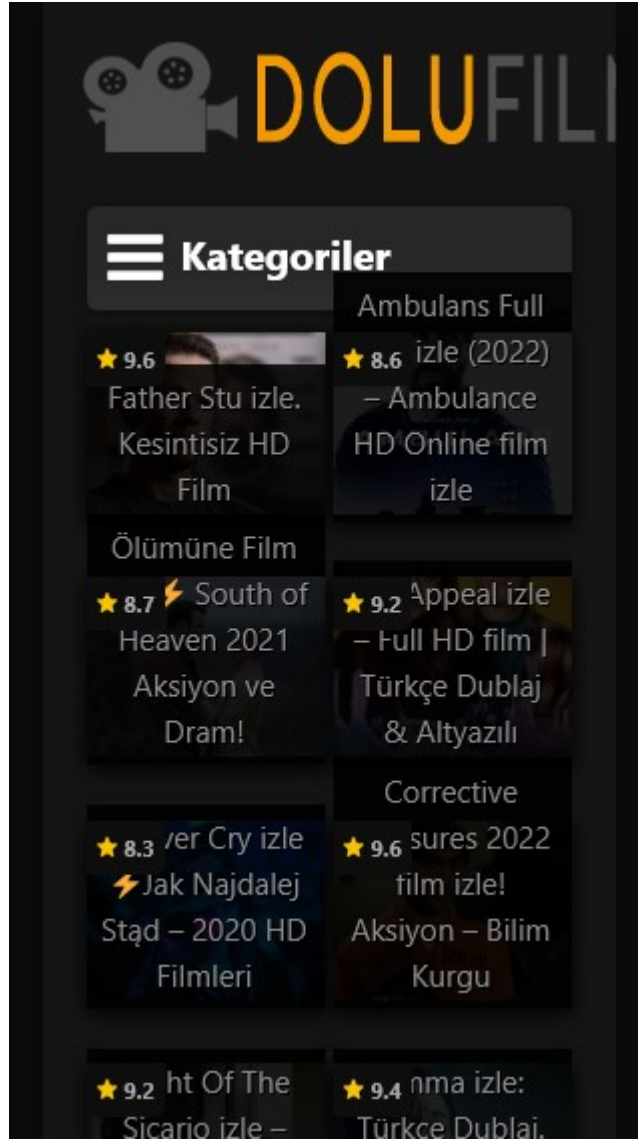 DOLUFIL
Kategoriler
9.6
Father Stu izle.
Kesintisiz HD
Film
Ambulans Full
8.6 izle (2022)
– Ambulance
HD Online film
izle
Ölümüne Film
8.7 ⚡ South of
Heaven 2021
Aksiyon ve
Dram!
9.2 Appeal izle
– Full HD film |
Türkçe Dublaj
& Altyazılı
8.3 ver Cry izle
⚡Jak Najdalej
Stąd – 2020 HD
Filmleri
Corrective
9.6 sures 2022
film izle!
Aksiyon – Bilim
Kurgu
9.2 ht Of The
Sicario izle –
9.4 mma izle:
Türkçe Dublaj,